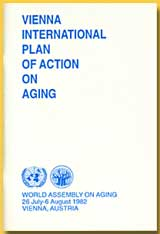 VIENNA
INTERNATIONAL
PLAN
OF ACTION
ON
AGING
WORLD ASSEMBLY ON AGING
26 July-6 August 1982
VIENNA, AUSTRIA